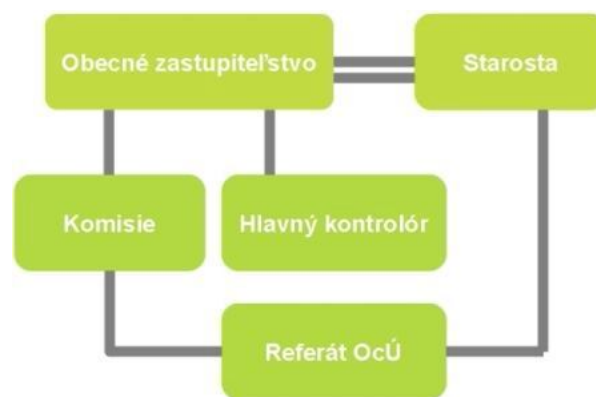 Obecné zastupiteľstvo
Starosta
Komisie
Hlavný kontrolór
Referát OcÚ